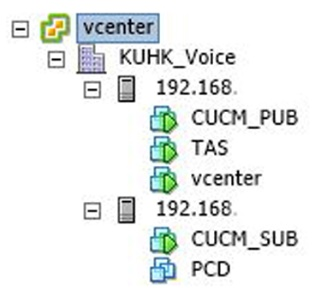 vcenter
KUHK_Voice
192.168.
CUCM_PUB
TAS
vcenter
192.168.
CUCM_SUB
PCD